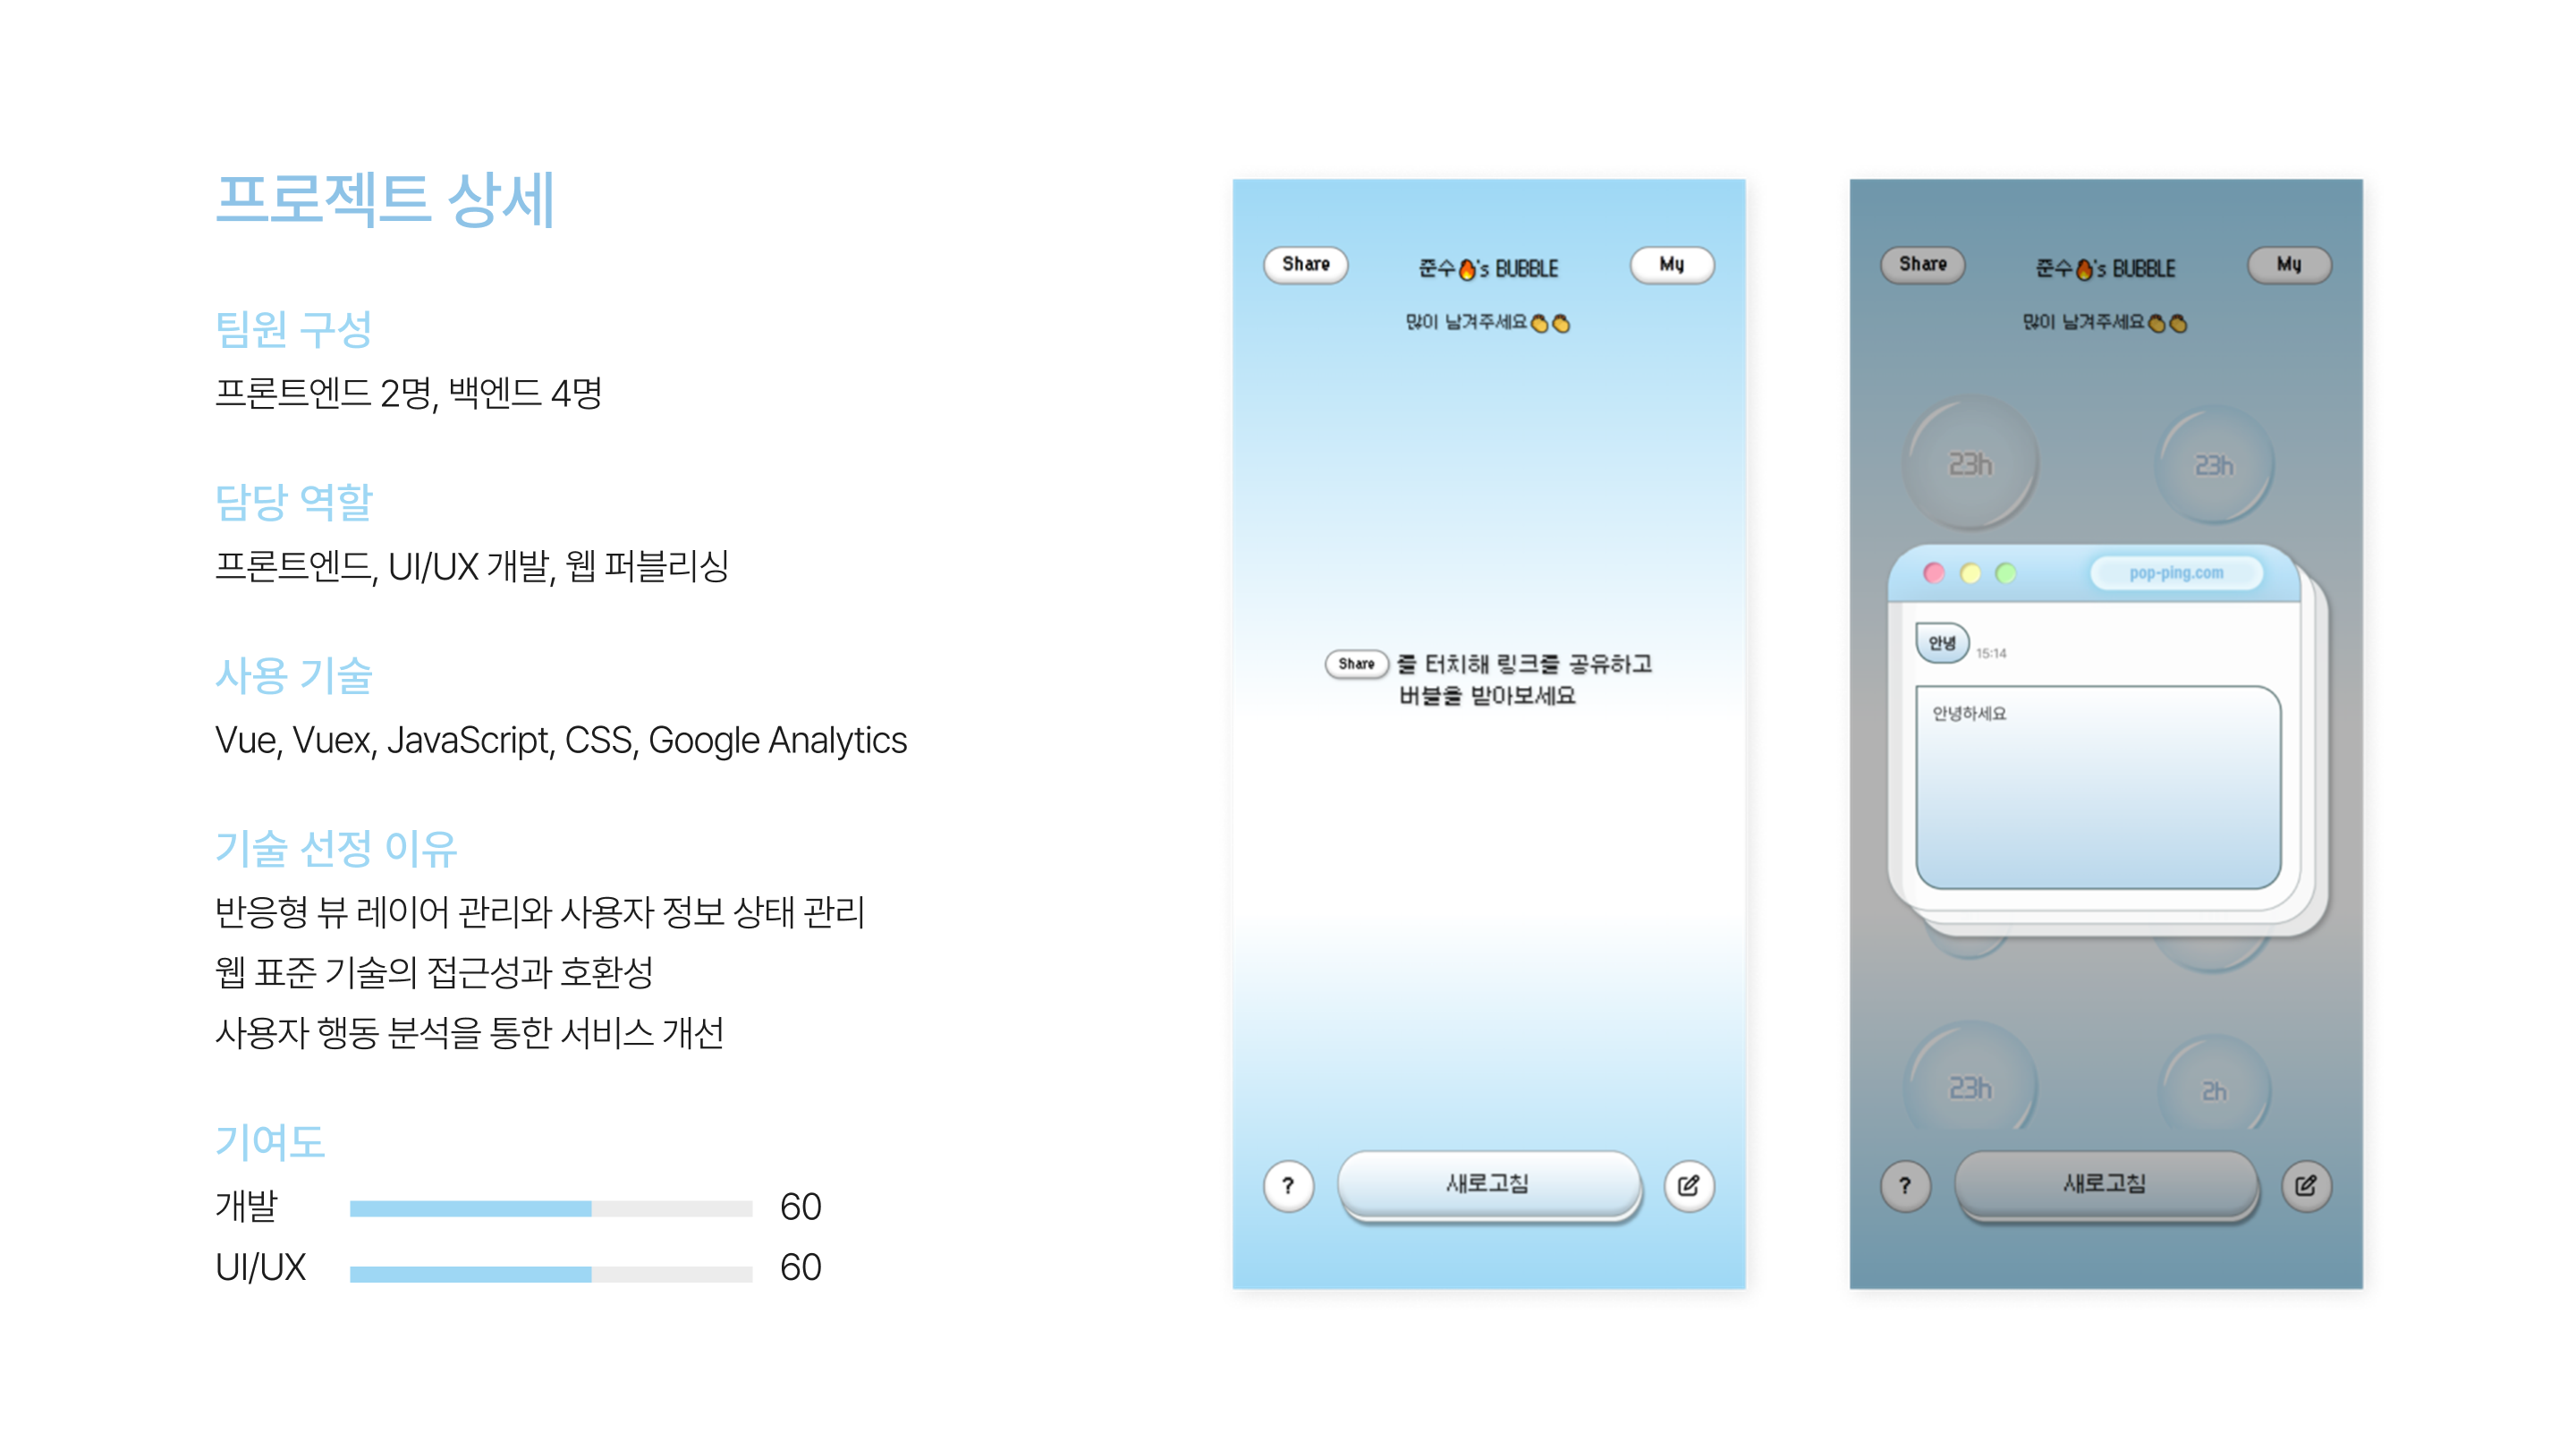 프로젝트 상세
팀원 구성
프론트엔드 2명, 백엔드 4명
담당 역할
프론트엔드, UI/UX 개발, 웹 퍼블리싱
사용 기술
Vue, Vuex, JavaScript, CSS, Google Analytics
기술 선정 이유
반응형 뷰 레이어 관리와 사용자 정보 상태 관리
웹 표준 기술의 접근성과 호환성
사용자 행동 분석을 통한 서비스 개선
기여도
개발 60
UI/UX 60
Share 준수🔥's BUBBLE My
많이 남겨주세요👏👏
Share 를 터치해 링크를 공유하고
버블을 받아보세요
? 새로고침
Share 준수🔥's BUBBLE My
많이 남겨주세요👏👏
23h 23h
pop-ping.com
안녕 15:14
안녕하세요
23h 2h
? 새로고침